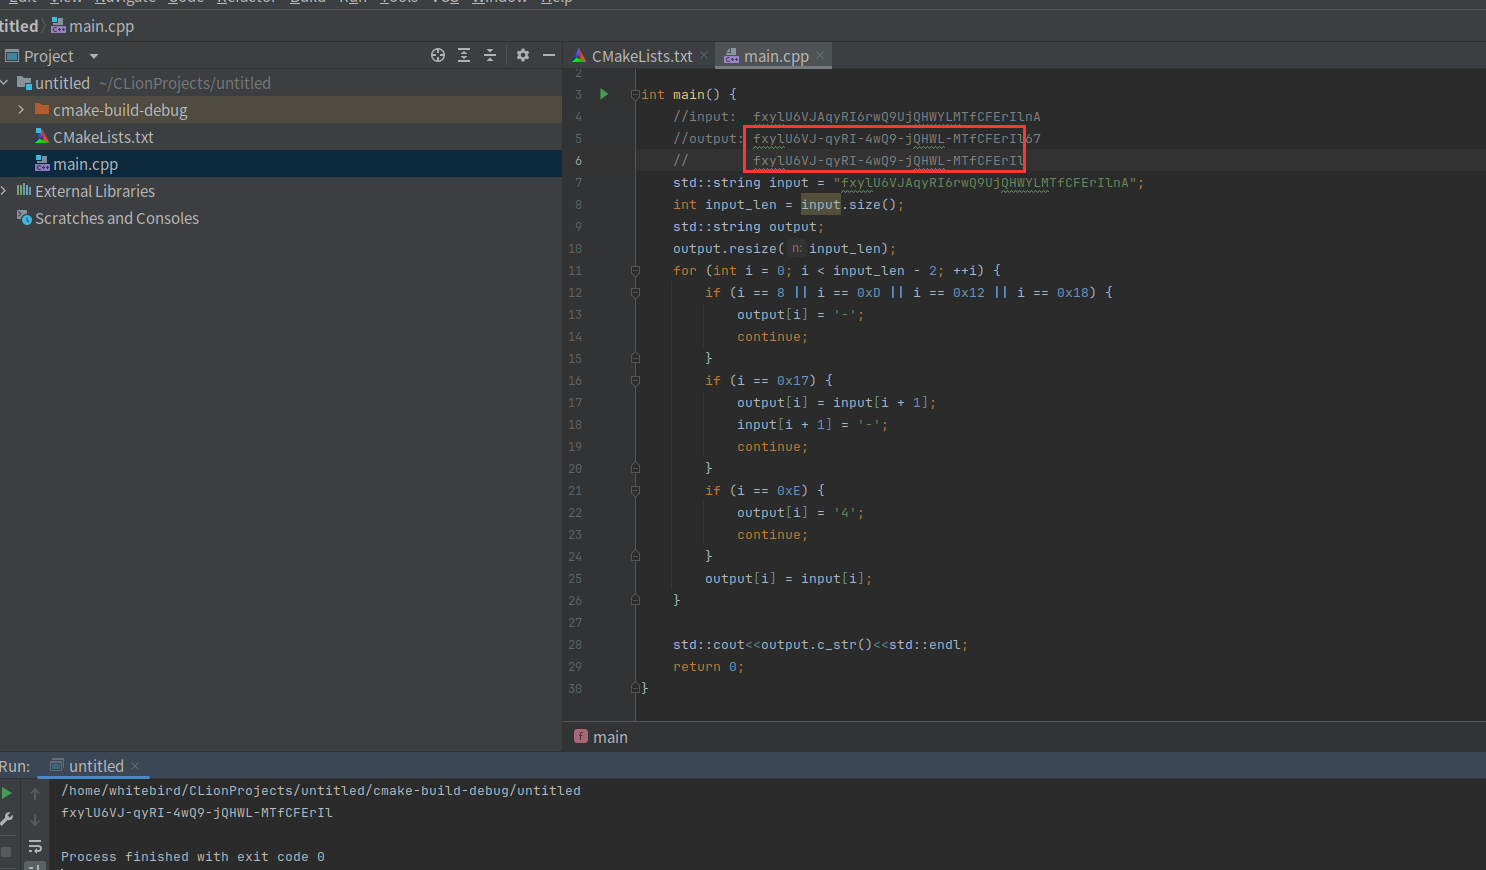 Edit View Navigate Code Refactor Build Run Tools VCS Window Help
titled main.cpp
Project
CMakeLists.txt main.cpp
untitled ~/CLionProjects/untitled
cmake-build-debug
CMakeLists.txt
main.cpp
External Libraries
Scratches and Consoles
2
3 int main() {
4 //input: fxylU6VJAqyRI6rwQ9UjQHWYLMTfCFErIlnA
5 //output: fxylU6VJ-qyRI-4wQ9-jQHWL-MTfCFErIl67
6 // fxylU6VJ-qyRI-4wQ9-jQHWL-MTfCFErIl
7 std::string input = "fxylU6VJAqyRI6rwQ9UjQHWYLMTfCFErIlnA";
8 int input_len = input.size();
9 std::string output;
10 output.resize( n: input_len);
11 for (int i = 0; i < input_len - 2; ++i) {
12 if (i == 8 || i == 0xD || i == 0x12 || i == 0x18) {
13 output[i] = '-';
14 continue;
15 }
16 if (i == 0x17) {
17 output[i] = input[i + 1];
18 input[i + 1] = '-';
19 continue;
20 }
21 if (i == 0xE) {
22 output[i] = '4';
23 continue;
24 }
25 output[i] = input[i];
26 }
27
28 std::cout<<output.c_str()<<std::endl;
29 return 0;
30 }
f main
Run: untitled
/home/whitebird/CLionProjects/untitled/cmake-build-debug/untitled
fxylU6VJ-qyRI-4wQ9-jQHWL-MTfCFErIl
Process finished with exit code 0